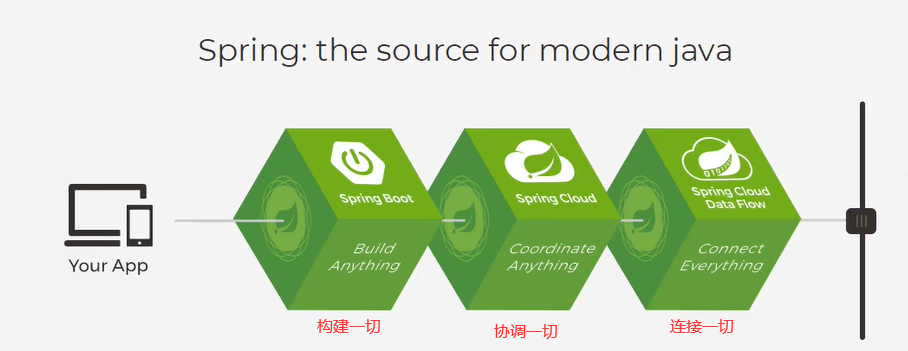 Spring: the source for modern java
Your App
Spring Boot
Build
Anything
构建一切
Spring Cloud
Coordinate
Anything
协调一切
Spring Cloud
Data Flow
Connect
Everything
连接一切